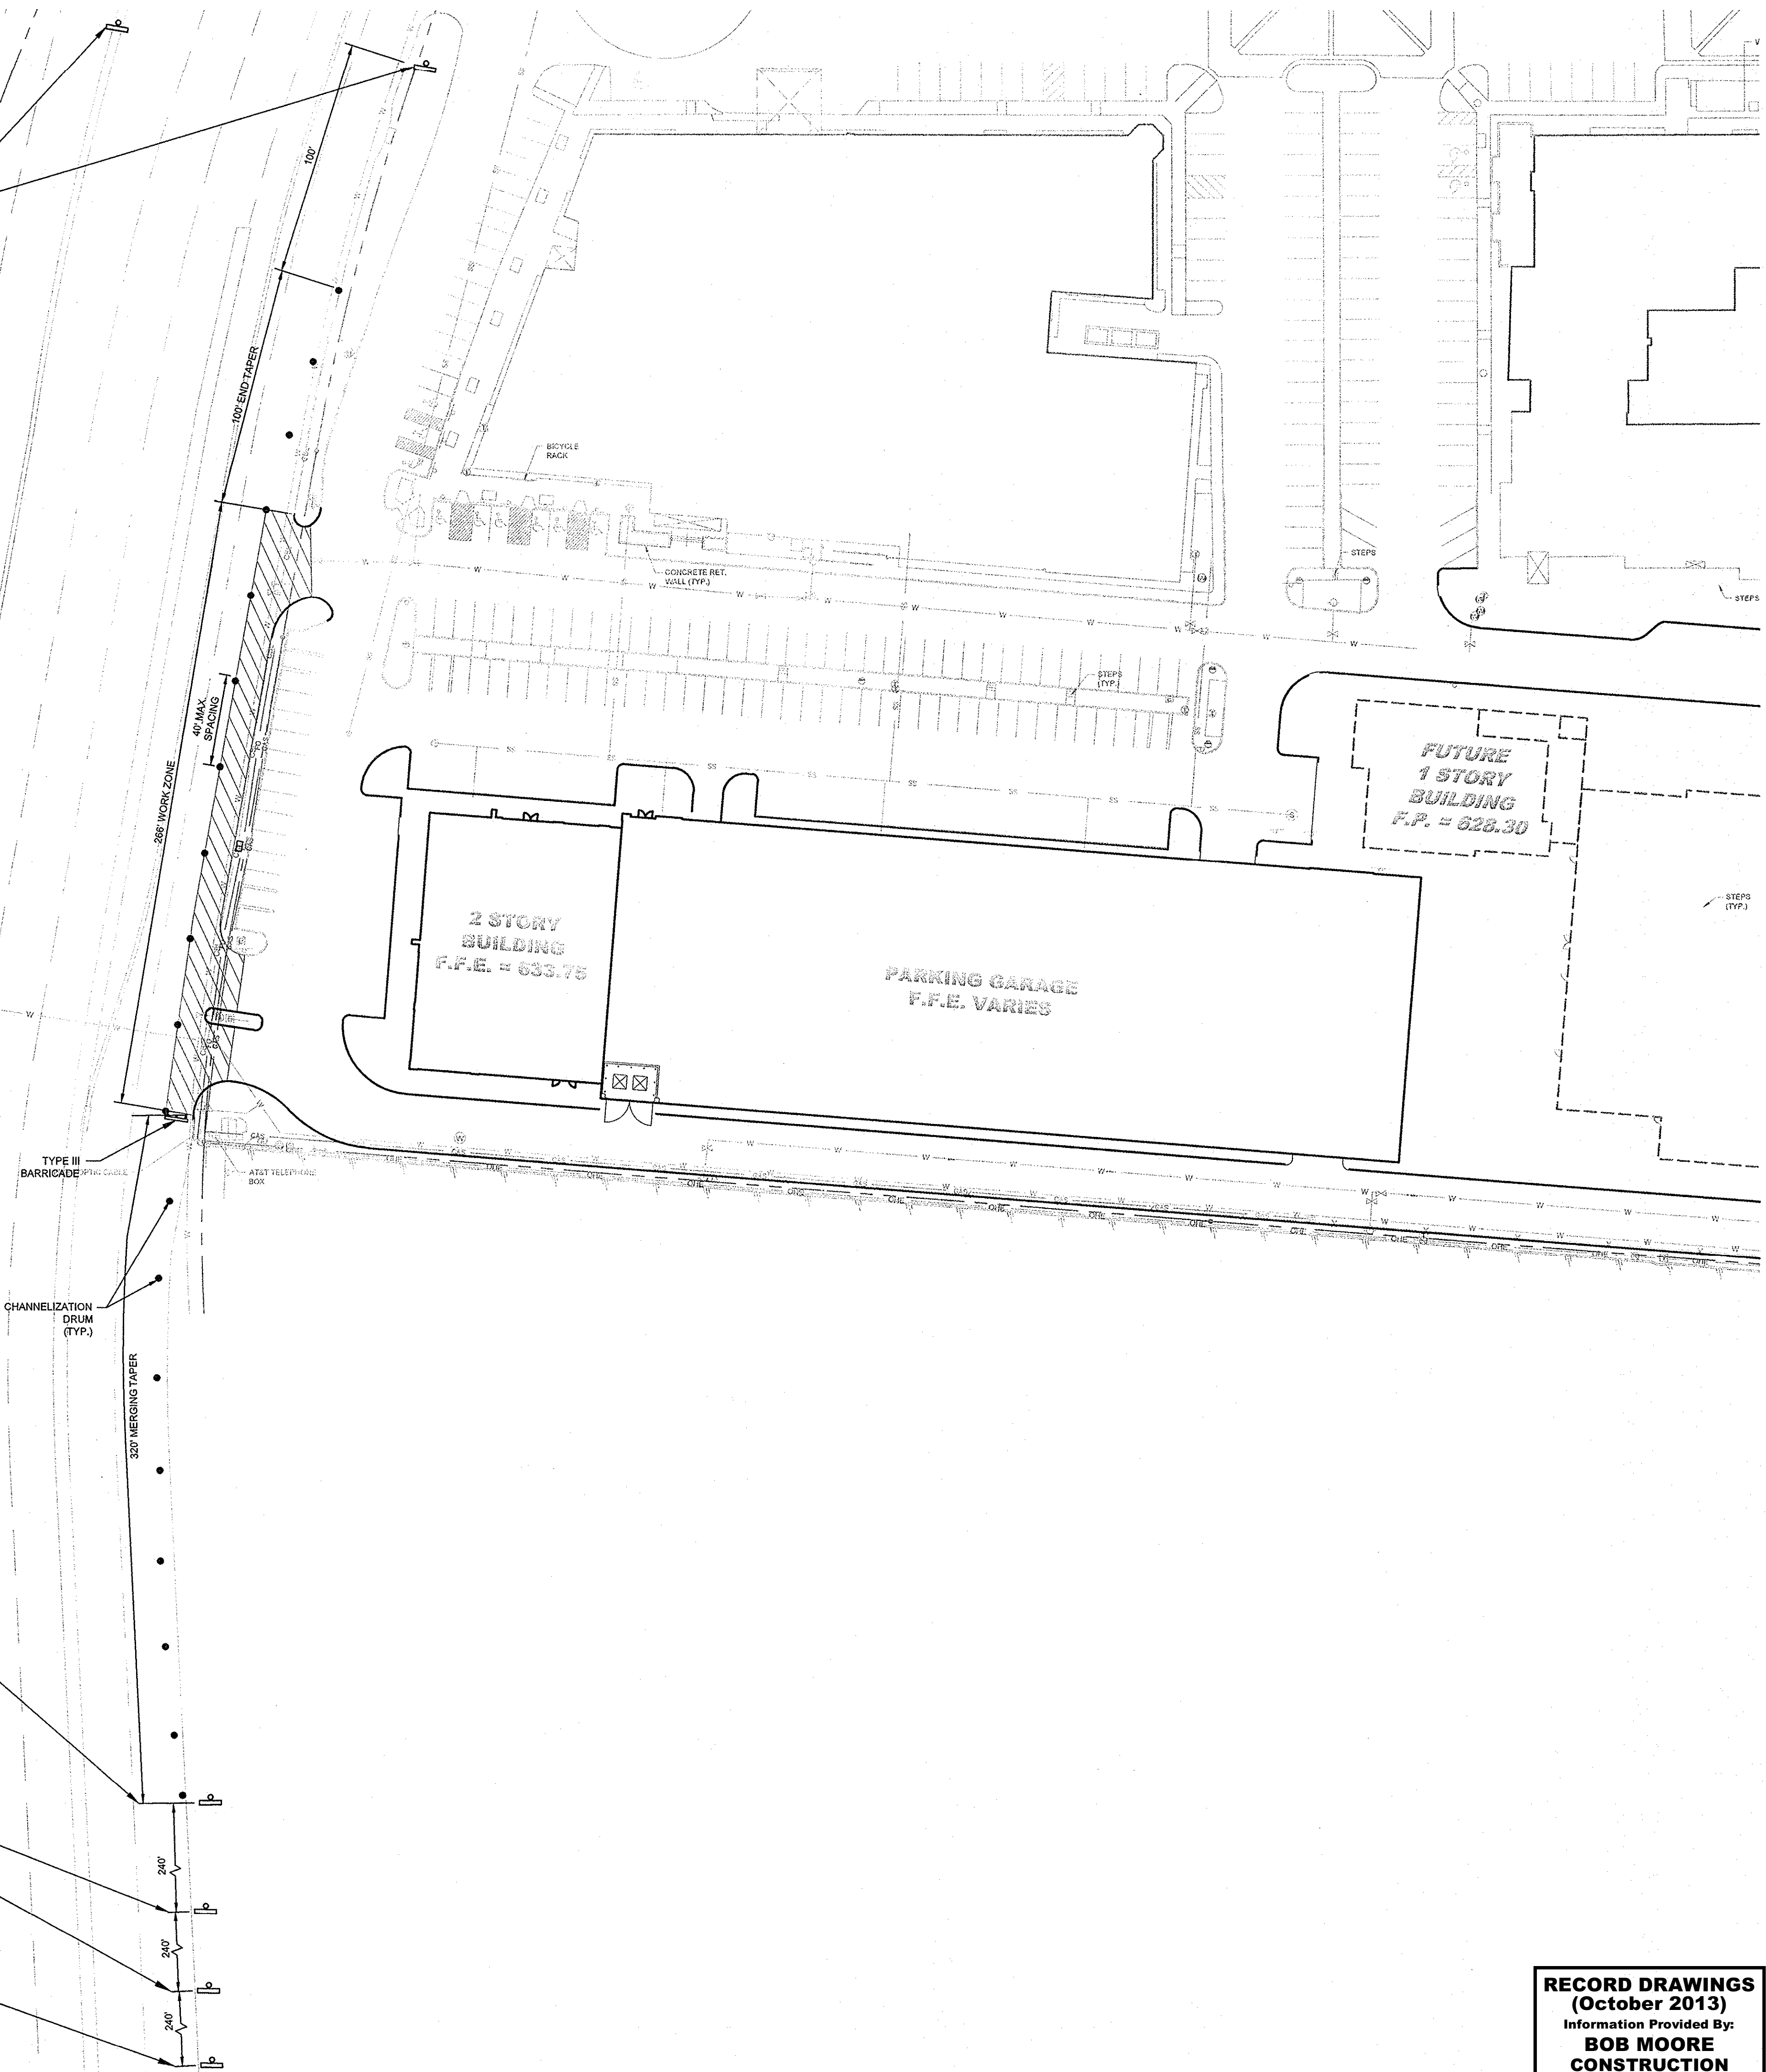 100'
100' END TAPER
BICYCLE
RACK
CONCRETE RET.
WALL (TYP.)
STEPS
STEPS
40' MAX.
SPACING
STEPS
(TYP.)
266' WORK ZONE
FUTURE
1 STORY
BUILDING
F.P. = 628.30
STEPS
(TYP.)
2 STORY
BUILDING
F.F.E. = 633.75
PARKING GARAGE
F.F.E. VARIES
TYPE III
BARRICADE
OPTIC CABLE
AT&T TELEPHONE
BOX
CHANNELIZATION
DRUM
(TYP.)
320' MERGING TAPER
240'
240'
240'
RECORD DRAWINGS
(October 2013)
Information Provided By:
BOB MOORE
CONSTRUCTION